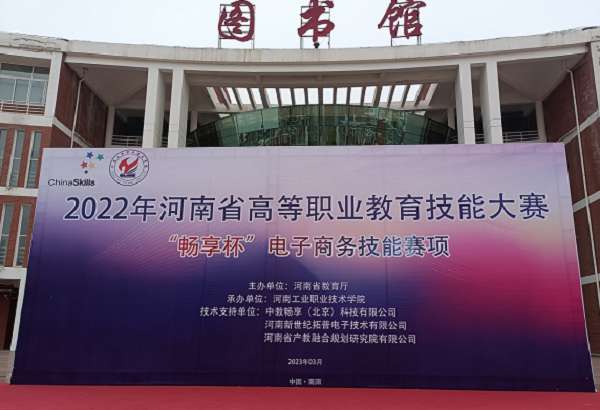 图书馆
ChinaSkills
2022年河南省高等职业教育技能大赛
“畅享杯”电子商务技能赛项
主办单位：河南省教育厅
承办单位：河南工业职业技术学院
技术支持单位：中教畅享（北京）科技有限公司
河南新世纪拓普电子技术有限公司
河南省产教融合规划研究院有限公司
2023年03月
中国·南阳